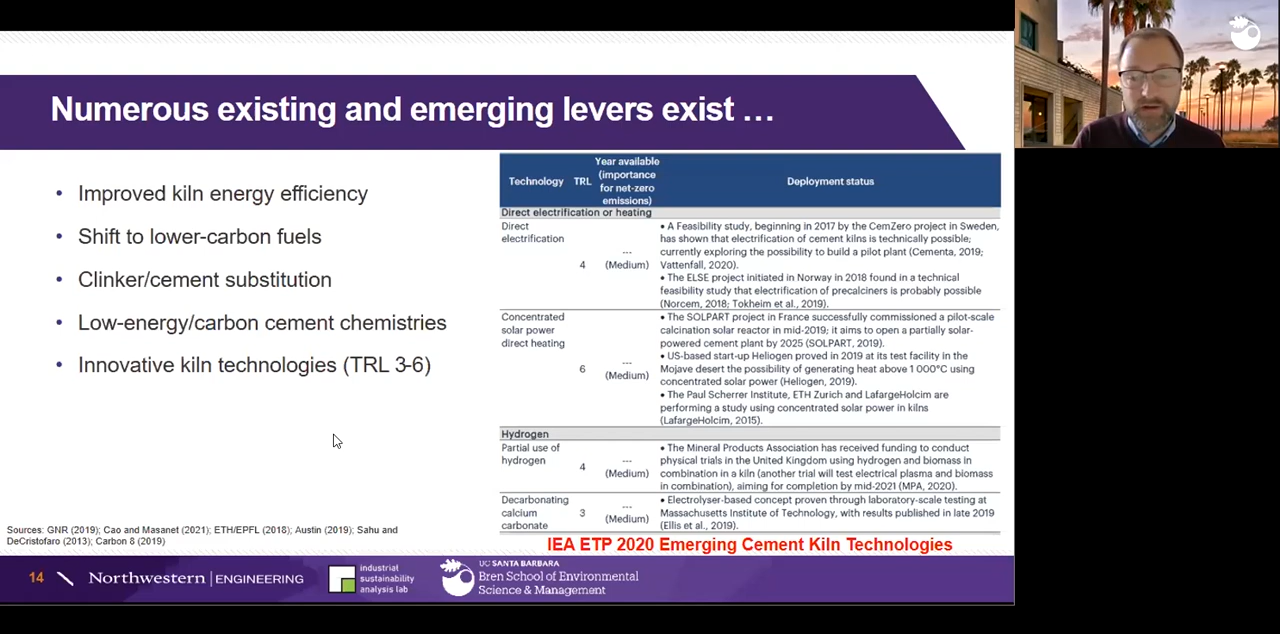 Numerous existing and emerging levers exist …
• Improved kiln energy efficiency
• Shift to lower-carbon fuels
• Clinker/cement substitution
• Low-energy/carbon cement chemistries
• Innovative kiln technologies (TRL 3-6)
Technology TRL Year available (importance for net-zero emissions) Deployment status
Direct electrification or heating
Direct
electrification
4
---
(Medium)
• A Feasibility study, beginning in 2017 by the CemZero project in Sweden,
has shown that electrification of cement kilns is technically possible;
currently exploring the possibility to build a pilot plant (Cementa, 2019;
Vattenfall, 2020).
• The ELSE project initiated in Norway in 2018 found in a technical
feasibility study that electrification of precalciners is probably possible
(Norcem, 2018; Tokheim et al., 2019).
Concentrated
solar power
direct heating
6
---
(Medium)
• The SOLPART project in France successfully commissioned a pilot-scale
calcination solar reactor in mid-2019; it aims to open a partially solar-
powered cement plant by 2025 (SOLPART, 2019).
• US-based start-up Heliogen proved in 2019 at its test facility in the
Mojave desert the possibility of generating heat above 1 000°C using
concentrated solar power (Heliogen, 2019).
• The Paul Scherrer Institute, ETH Zurich and LafargeHolcim are
performing a study using concentrated solar power in kilns
(LafargeHolcim, 2015).
Hydrogen
Partial use of
hydrogen
4
---
(Medium)
• The Mineral Products Association has received funding to conduct
physical trials in the United Kingdom using hydrogen and biomass in
combination in a kiln (another trial will test electrical plasma and biomass
in combination), aiming for completion by mid-2021 (MPA, 2020).
Decarbonating
calcium
carbonate
3
---
(Medium)
• Electrolyser-based concept proven through laboratory-scale testing at
Massachusetts Institute of Technology, with results published in late 2019
(Ellis et al., 2019).
IEA ETP 2020 Emerging Cement Kiln Technologies
Sources: GNR (2019); Cao and Masanet (2021); ETH/EPFL (2018); Austin (2019); Sahu and
DeCristofaro (2013); Carbon 8 (2019)
14
Northwestern | ENGINEERING
industrial
sustainability
analysis lab
UC SANTA BARBARA
Bren School of Environmental
Science & Management